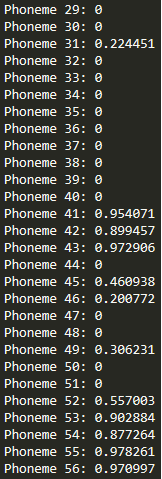 Phoneme 29: 0
Phoneme 30: 0
Phoneme 31: 0.224451
Phoneme 32: 0
Phoneme 33: 0
Phoneme 34: 0
Phoneme 35: 0
Phoneme 36: 0
Phoneme 37: 0
Phoneme 38: 0
Phoneme 39: 0
Phoneme 40: 0
Phoneme 41: 0.954071
Phoneme 42: 0.899457
Phoneme 43: 0.972906
Phoneme 44: 0
Phoneme 45: 0.460938
Phoneme 46: 0.200772
Phoneme 47: 0
Phoneme 48: 0
Phoneme 49: 0.306231
Phoneme 50: 0
Phoneme 51: 0
Phoneme 52: 0.557003
Phoneme 53: 0.902884
Phoneme 54: 0.877264
Phoneme 55: 0.978261
Phoneme 56: 0.970997